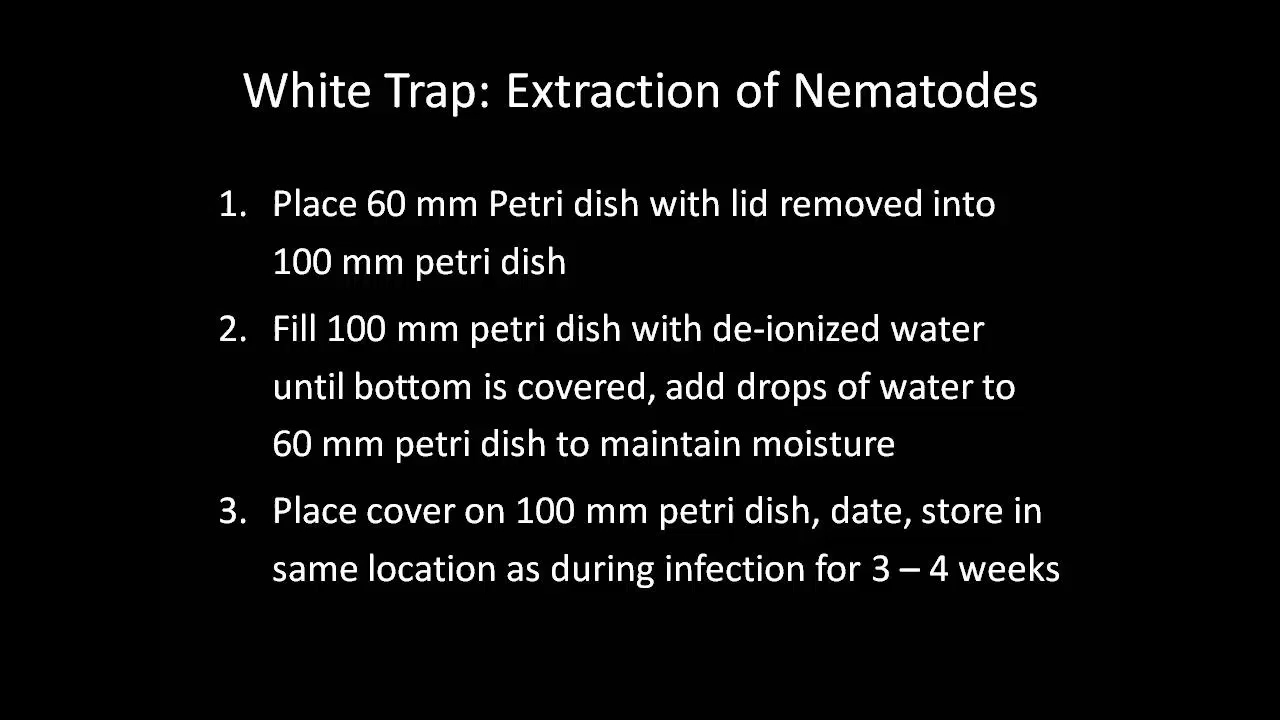 White Trap: Extraction of Nematodes
1. Place 60 mm Petri dish with lid removed into
100 mm petri dish
2. Fill 100 mm petri dish with de-ionized water
until bottom is covered, add drops of water to
60 mm petri dish to maintain moisture
3. Place cover on 100 mm petri dish, date, store in
same location as during infection for 3 – 4 weeks